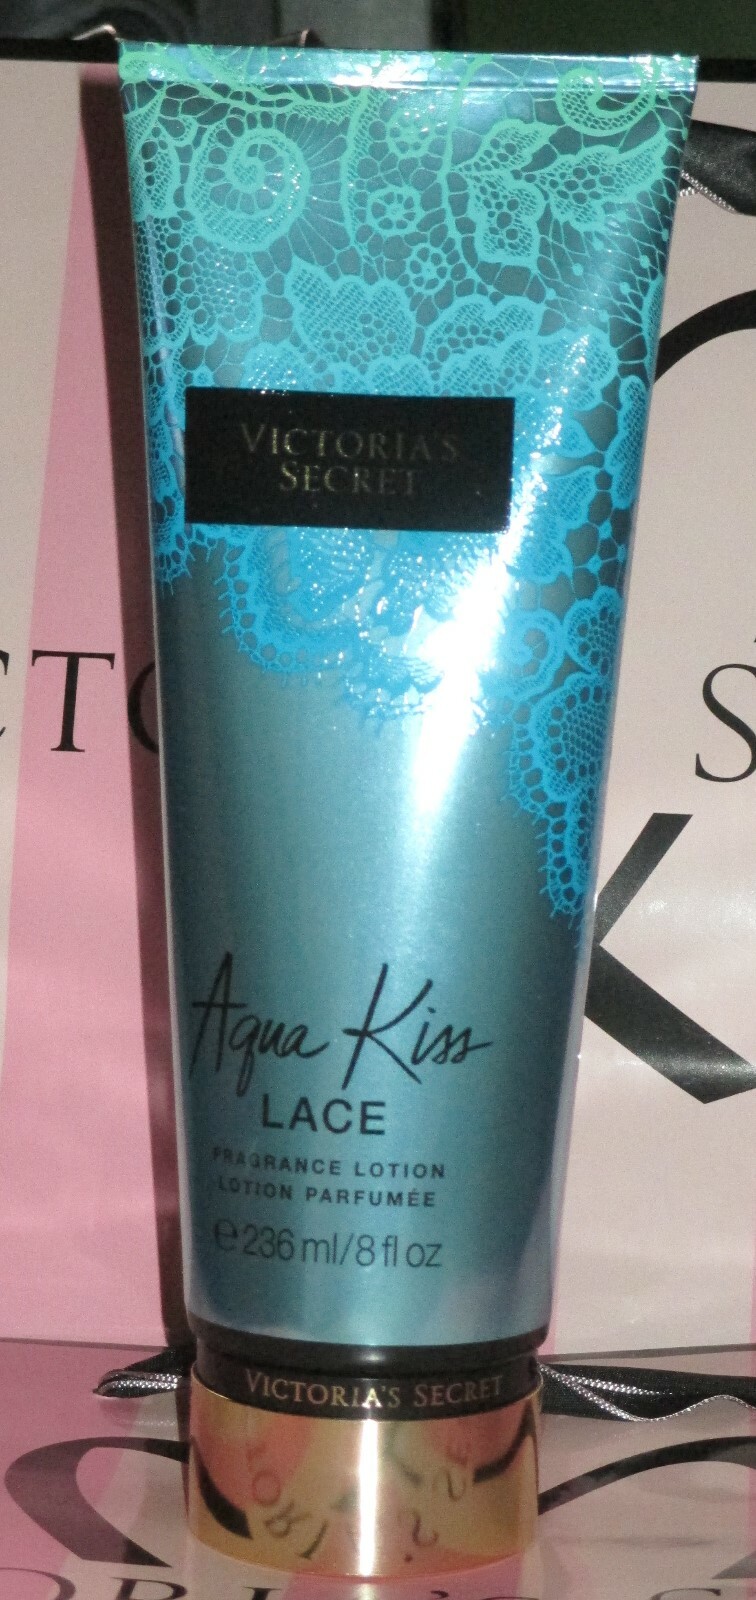 VICTORIA'S
SECRET
Aqua Kiss
LACE
FRAGRANCE LOTION
LOTION PARFUMÉE
℮236 ml/8 fl oz
VICTORIA'S SECRET